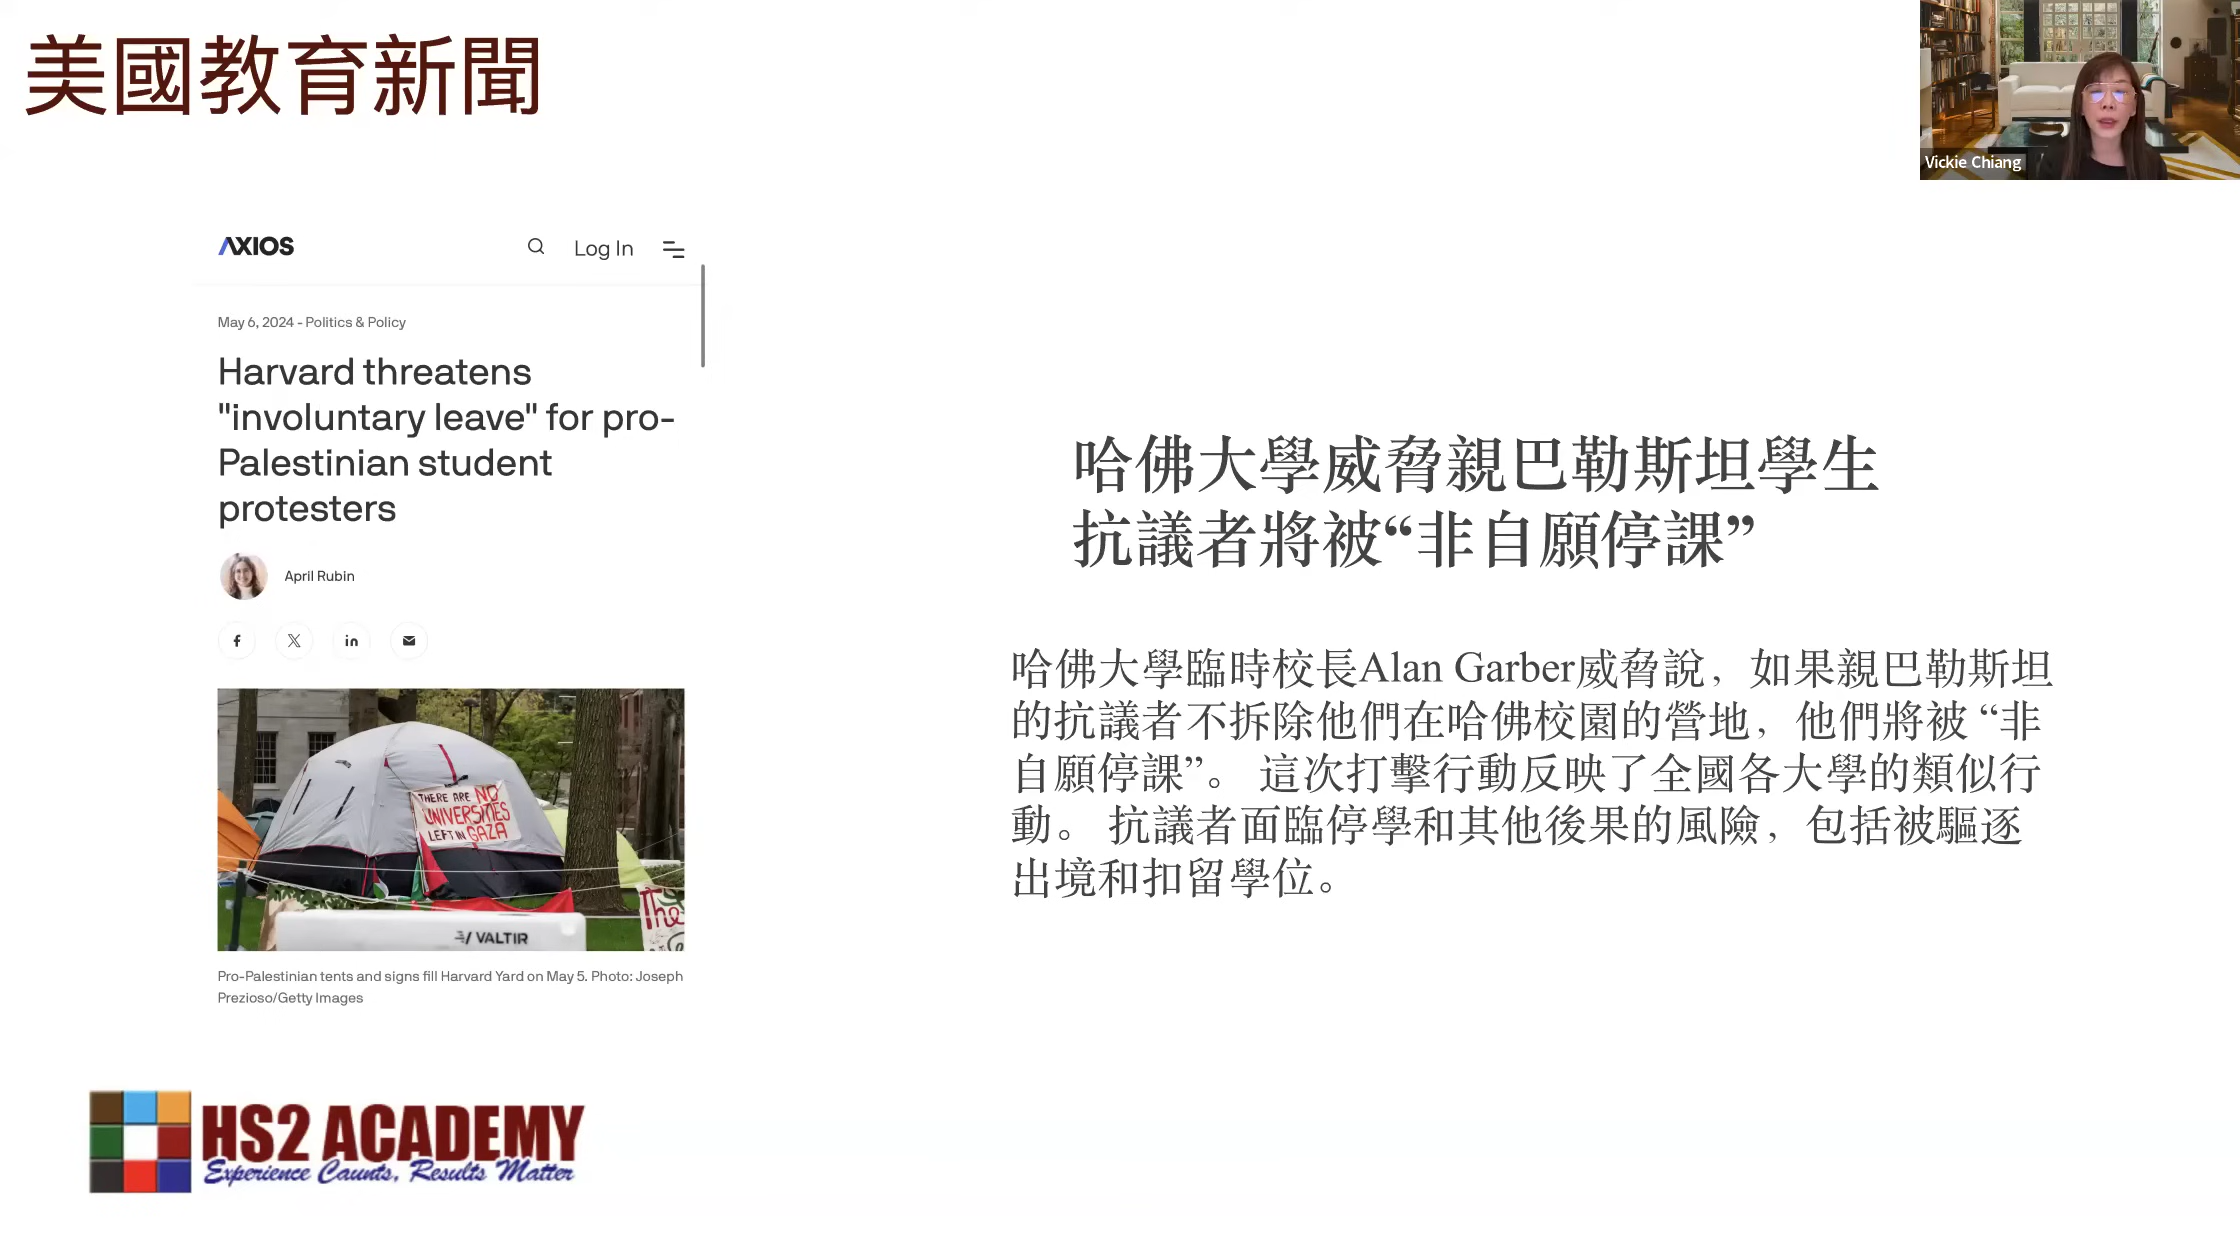 美國教育新聞
Vickie Chiang
AXIOS
Log In
May 6, 2024 - Politics & Policy
Harvard threatens
"involuntary leave" for pro-
Palestinian student
protesters
April Rubin
THERE ARE NO
UNIVERSITIES
LEFT IN GAZA
The
VALTIR
Pro-Palestinian tents and signs fill Harvard Yard on May 5. Photo: Joseph
Prezioso/Getty Images
哈佛大學威脅親巴勒斯坦學生
抗議者將被“非自願停課”
哈佛大學臨時校長Alan Garber威脅說，如果親巴勒斯坦
的抗議者不拆除他們在哈佛校園的營地，他們將被 “非
自願停課”。 這次打擊行動反映了全國各大學的類似行
動。 抗議者面臨停學和其他後果的風險，包括被驅逐
出境和扣留學位。
HS2 ACADEMY
Experience Counts, Results Matter